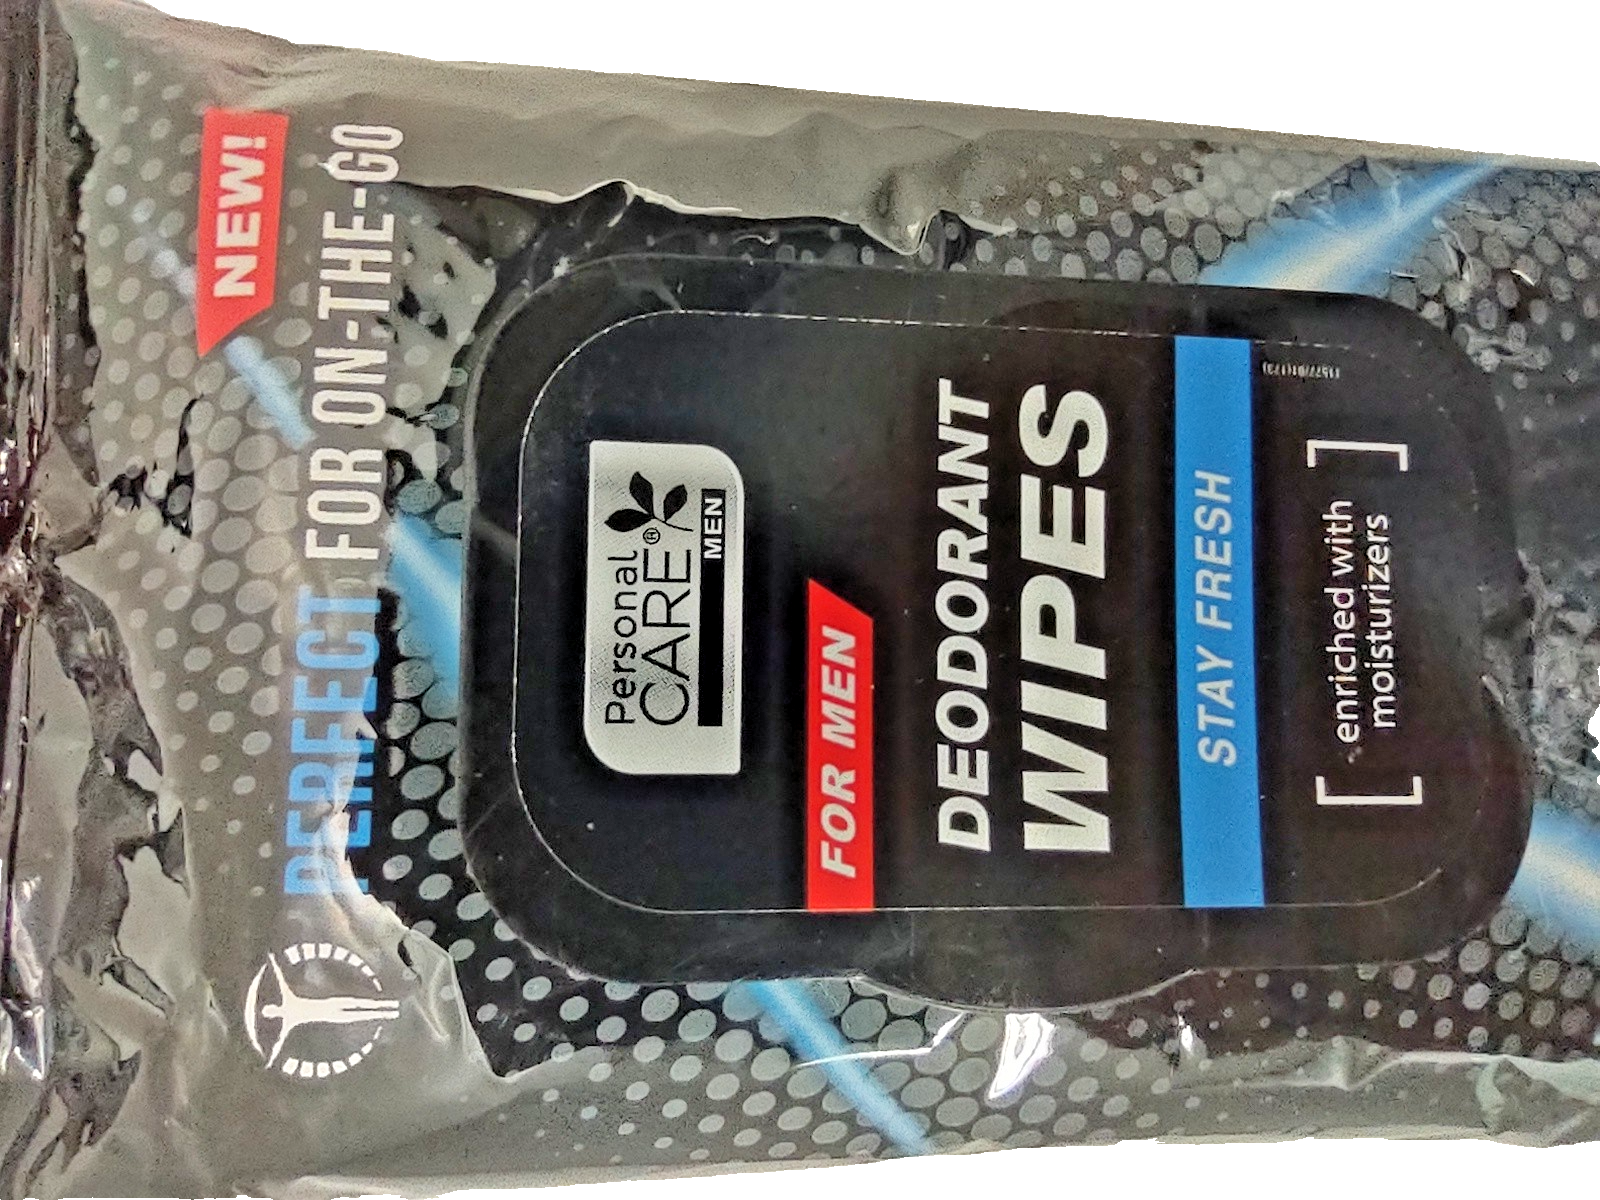 NEW!
PERFECT FOR ON-THE-GO
Personal
CARE®
MEN
FOR MEN
DEODORANT
WIPES
STAY FRESH
[ enriched with
moisturizers ]